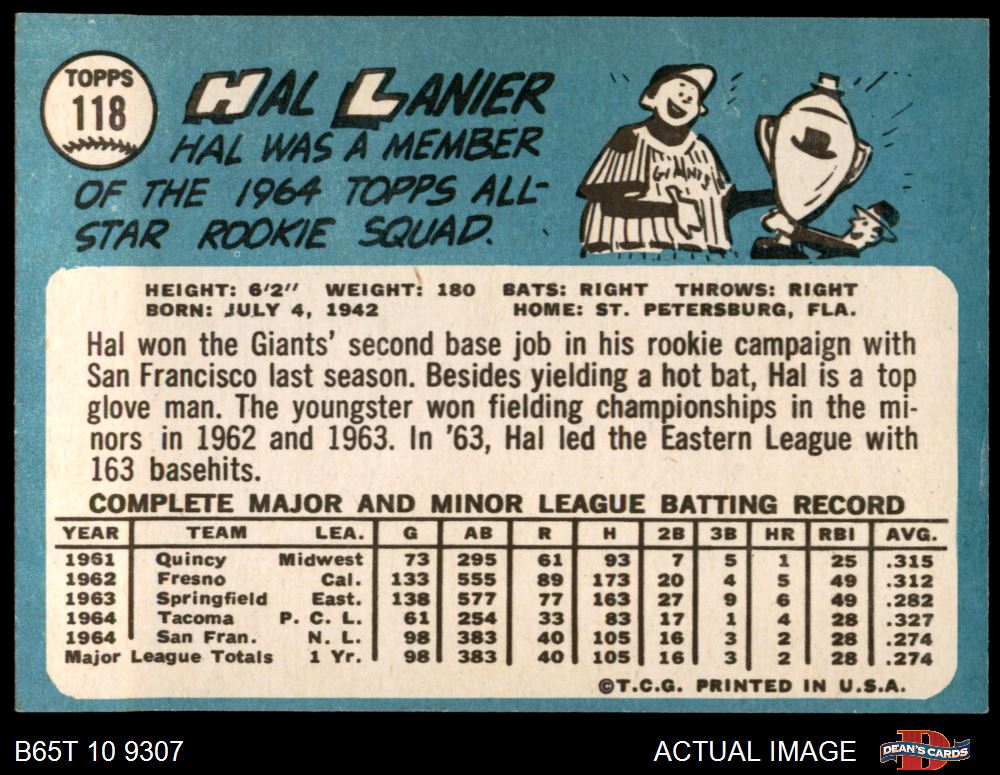 TOPPS
118
HAL LANIER
HAL WAS A MEMBER
OF THE 1964 TOPPS ALL-
STAR ROOKIE SQUAD.
GIANTS
HEIGHT: 6'2" WEIGHT: 180 BATS: RIGHT THROWS: RIGHT
BORN: JULY 4, 1942 HOME: ST. PETERSBURG, FLA.
Hal won the Giants' second base job in his rookie campaign with
San Francisco last season. Besides yielding a hot bat, Hal is a top
glove man. The youngster won fielding championships in the mi-
nors in 1962 and 1963. In '63, Hal led the Eastern League with
163 basehits.
COMPLETE MAJOR AND MINOR LEAGUE BATTING RECORD
YEAR TEAM LEA. G AB R H 2B 3B HR RBI AVG.
1961 Quincy Midwest 73 295 61 93 7 5 1 25 .315
1962 Fresno Cal. 133 555 89 173 20 4 5 49 .312
1963 Springfield East. 138 577 77 163 27 9 6 49 .282
1964 Tacoma P. C. L. 61 254 33 83 17 1 4 28 .327
1964 San Fran. N. L. 98 383 40 105 16 3 2 28 .274
Major League Totals 1 Yr. 98 383 40 105 16 3 2 28 .274
©T.C.G. PRINTED IN U.S.A.
B65T 10 9307 ACTUAL IMAGE DEAN'S CARDS